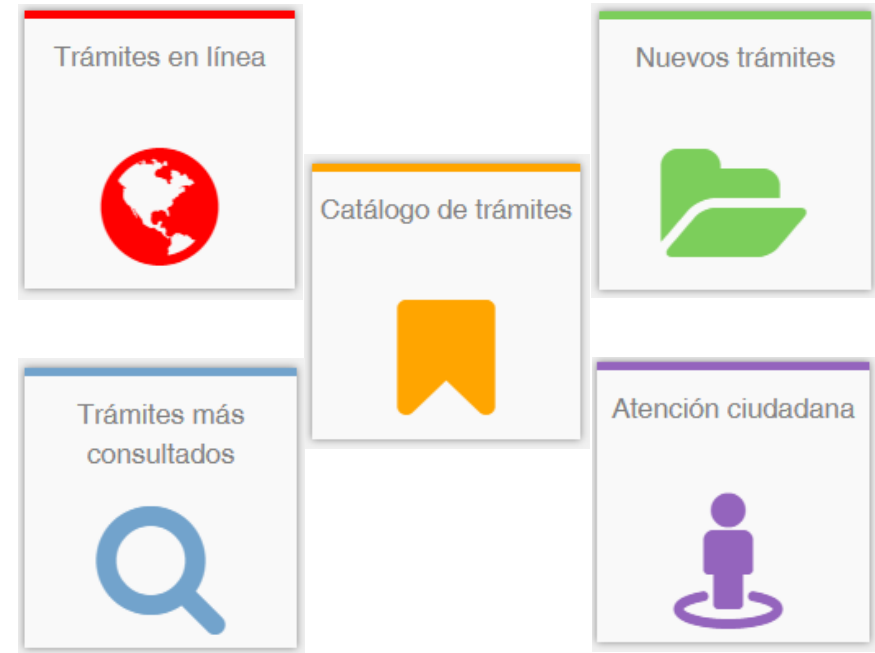 Trámites en línea
Nuevos trámites
Catálogo de trámites
Trámites más
consultados
Atención ciudadana